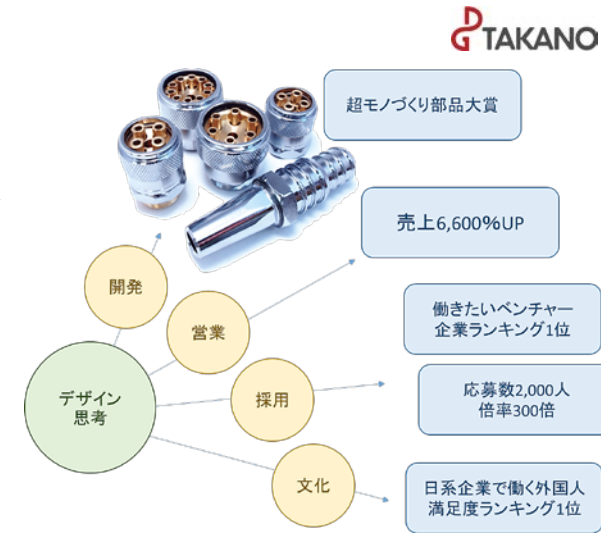 TAKANO
超モノづくり部品大賞
売上6,600%UP
開発
営業
働きたいベンチャー
企業ランキング1位
デザイン
思考
採用
応募数2,000人
倍率300倍
文化
日系企業で働く外国人
満足度ランキング1位